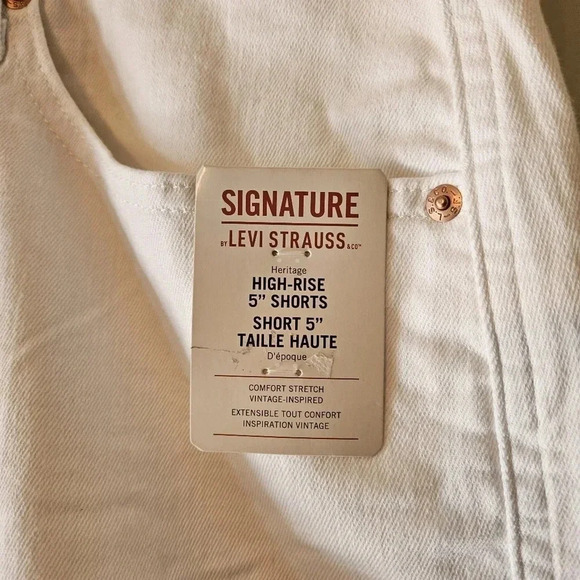 SIGNATURE
BY LEVI STRAUSS & CO™
Heritage
HIGH-RISE
5" SHORTS
SHORT 5"
TAILLE HAUTE
D'époque
COMFORT STRETCH
VINTAGE-INSPIRED
EXTENSIBLE TOUT CONFORT
INSPIRATION VINTAGE